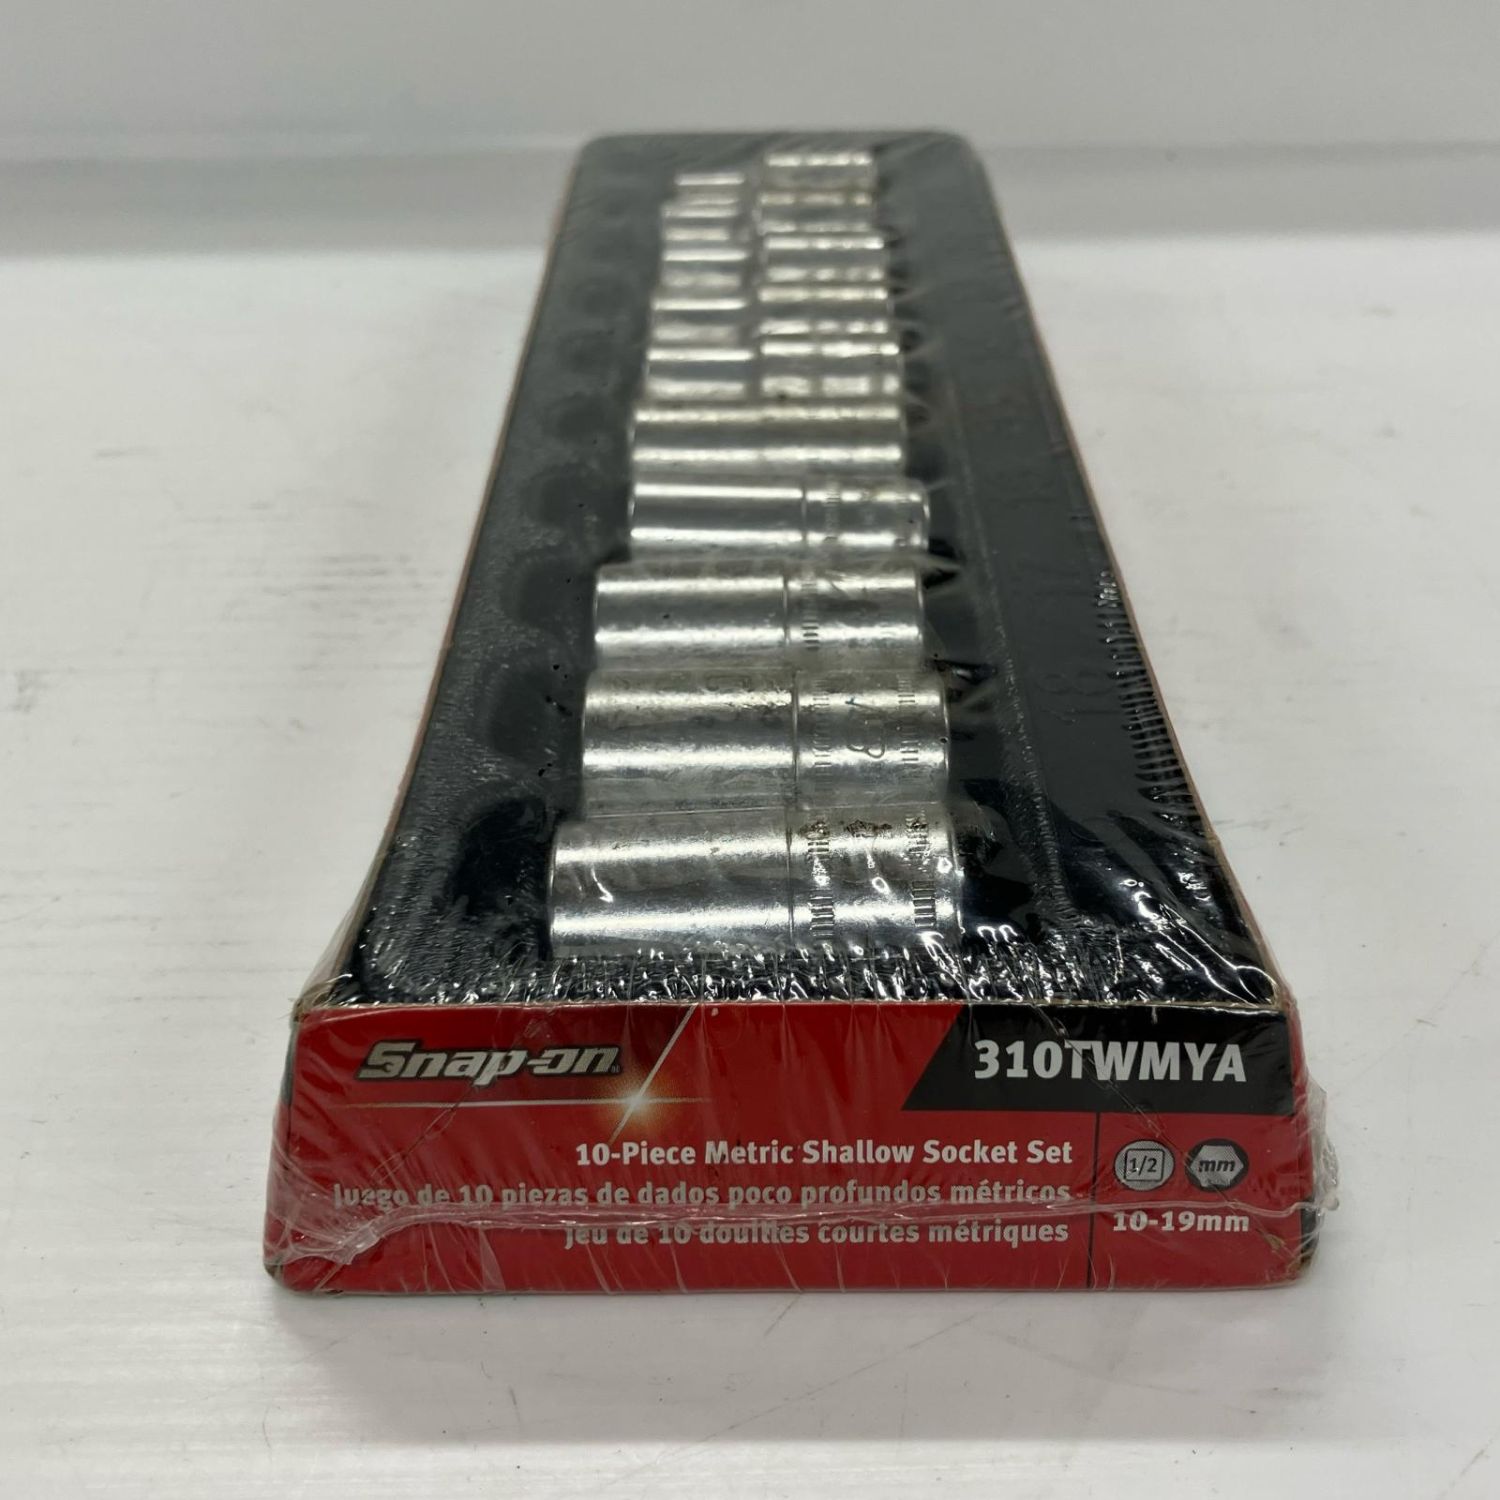 18
Snap-on
310TWMYA
10-Piece Metric Shallow Socket Set
Juego de 10 piezas de dados poco profundos métricos
Jeu de 10 douilles courtes métriques
1/2
mm
10-19mm